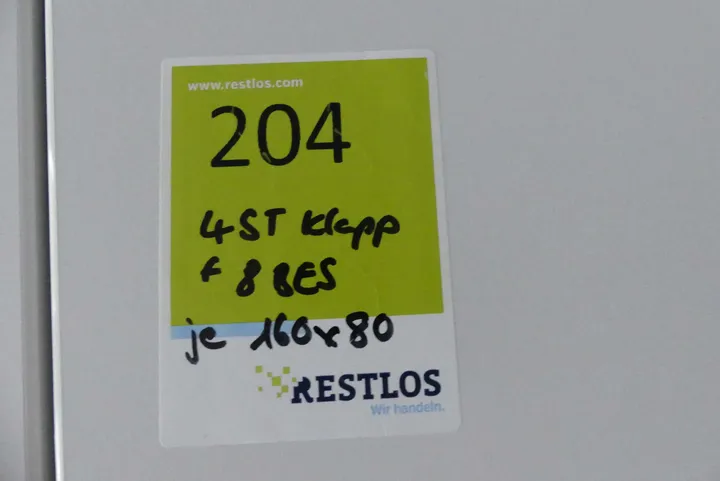 www.restlos.com
204
4ST Klapp
f 8 BES
je 160x80
RESTLOS
Wir handeln.